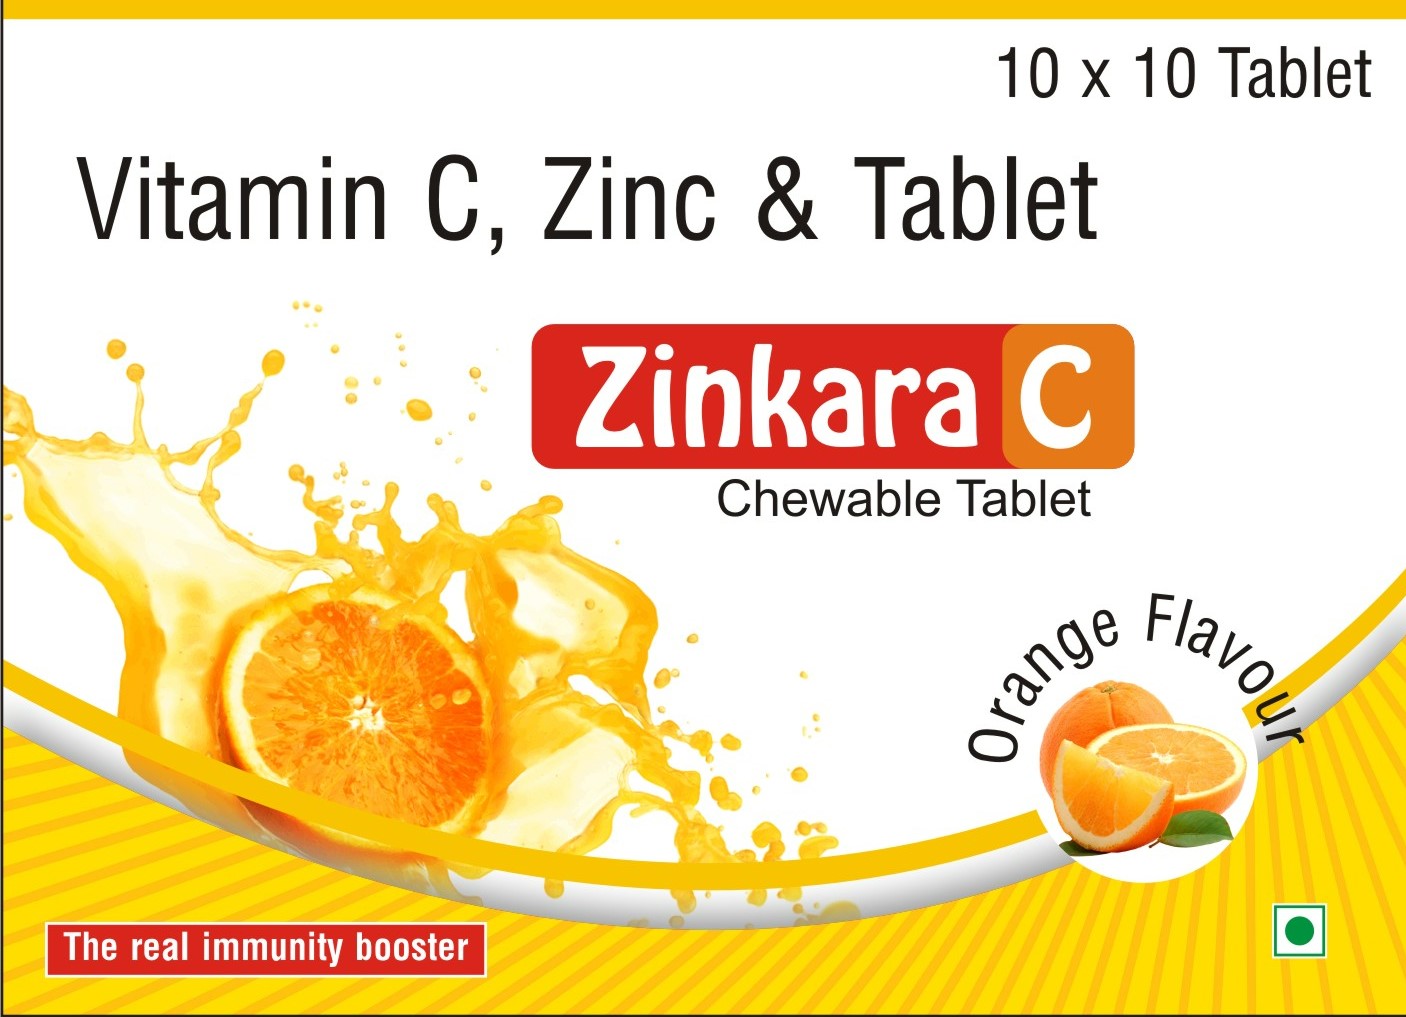 10 x 10 Tablet
Vitamin C, Zinc & Tablet
Zinkara C
Chewable Tablet
Orange Flavour
The real immunity booster